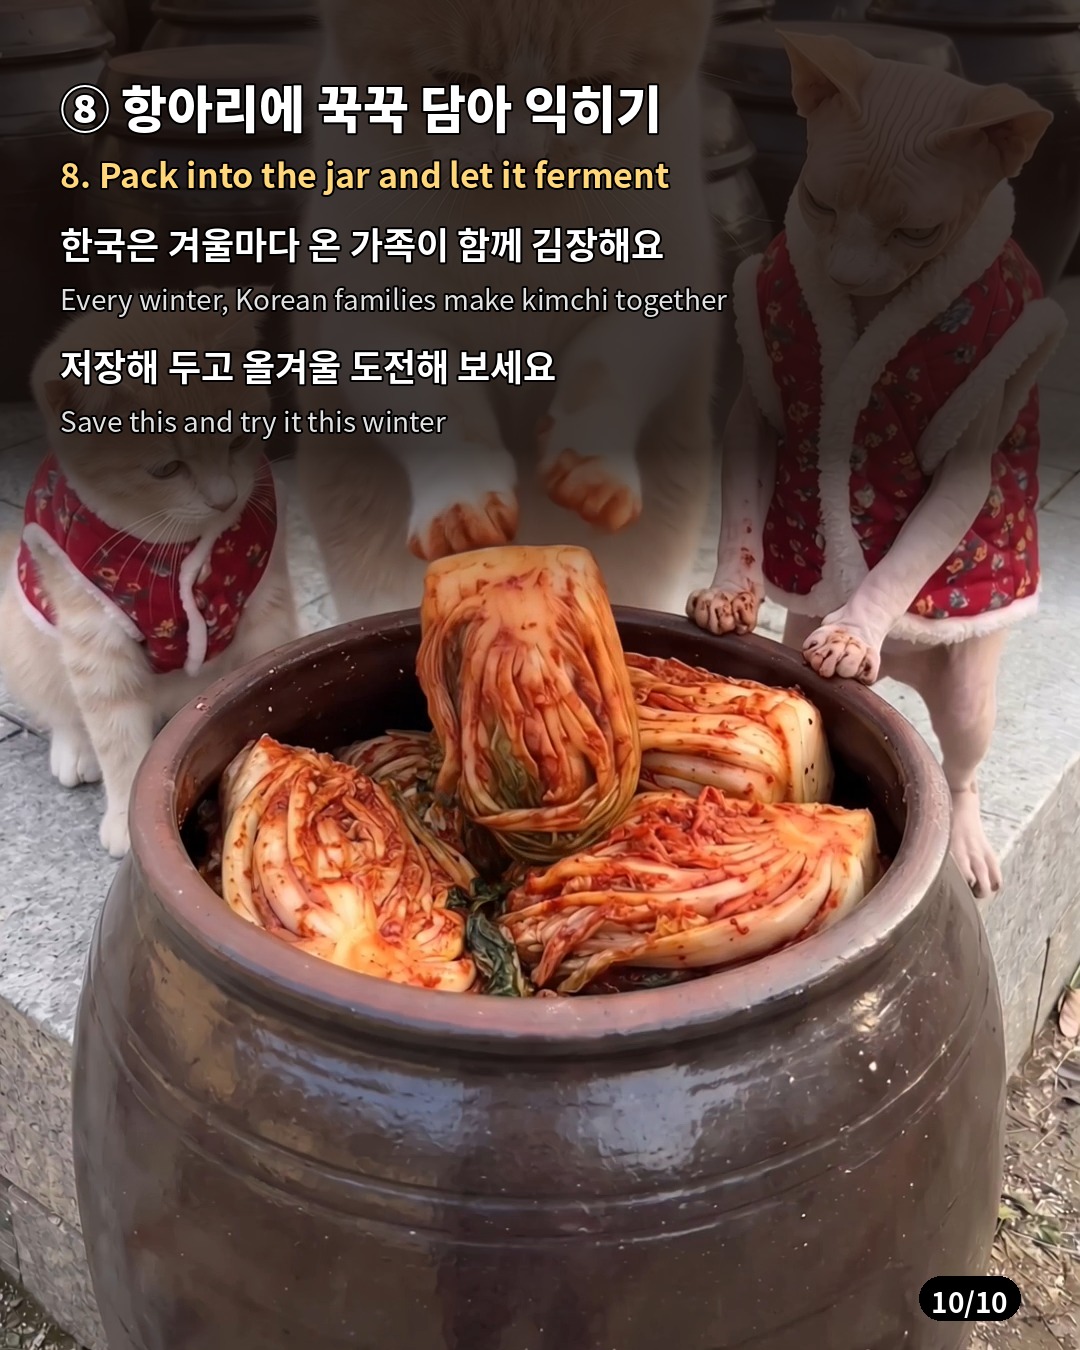 ⑧ 항아리에 꾹꾹 담아 익히기
8. Pack into the jar and let it ferment
한국은 겨울마다 온 가족이 함께 김장해요
Every winter, Korean families make kimchi together
저장해 두고 올겨울 도전해 보세요
Save this and try it this winter
10/10